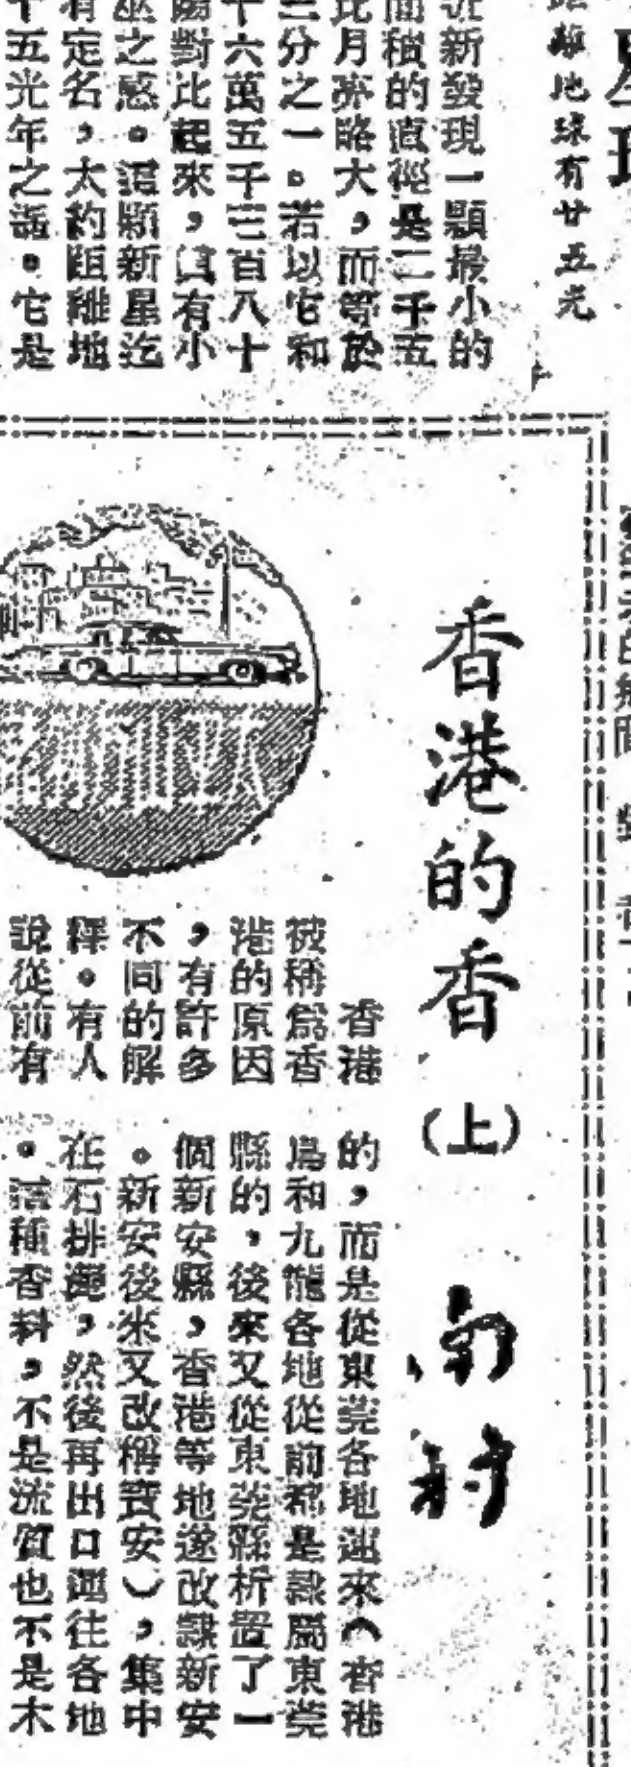 距離地球有廿五光
近新發現一顆最小的
面積的直徑是二千五
比月亮略大，而等於
三分之一。若以它和
十六萬五千三百八十
陽對比起來，有小
巫之感。這顆新星迄
有定名，太約距離地
十五光年之遙。它是
香港的香（上）
南村
香港
被稱爲香
港的原因
，有許多
不同的解
釋。有人
說從前有
的，而是從東莞各地運來（香港
島和九龍各地從前都是隸屬東莞
縣的，後來又從東莞縣析置了一
個新安縣，香港等地遂改隸新安
。新安後來又改稱寶安），集中
在石排灣，然後再出口運往各地
。這種香料，不是流質也不是木